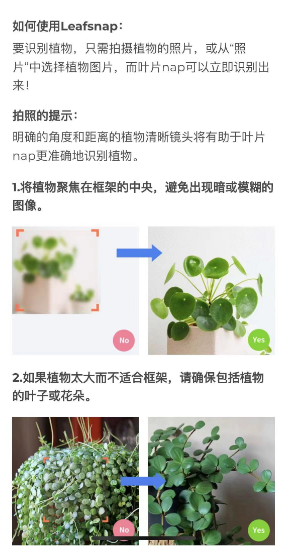 如何使用Leafsnap：
要识别植物，只需拍摄植物的照片，或从“照
片”中选择植物图片，而叶片nap可以立即识别出
来！
拍照的提示：
明确的角度和距离的植物清晰镜头将有助于叶片
nap更准确地识别植物。
1.将植物聚焦在框架的中央，避免出现暗或模糊的
图像。
No
Yes
2.如果植物太大而不适合框架，请确保包括植物
的叶子或花朵。
No
Yes